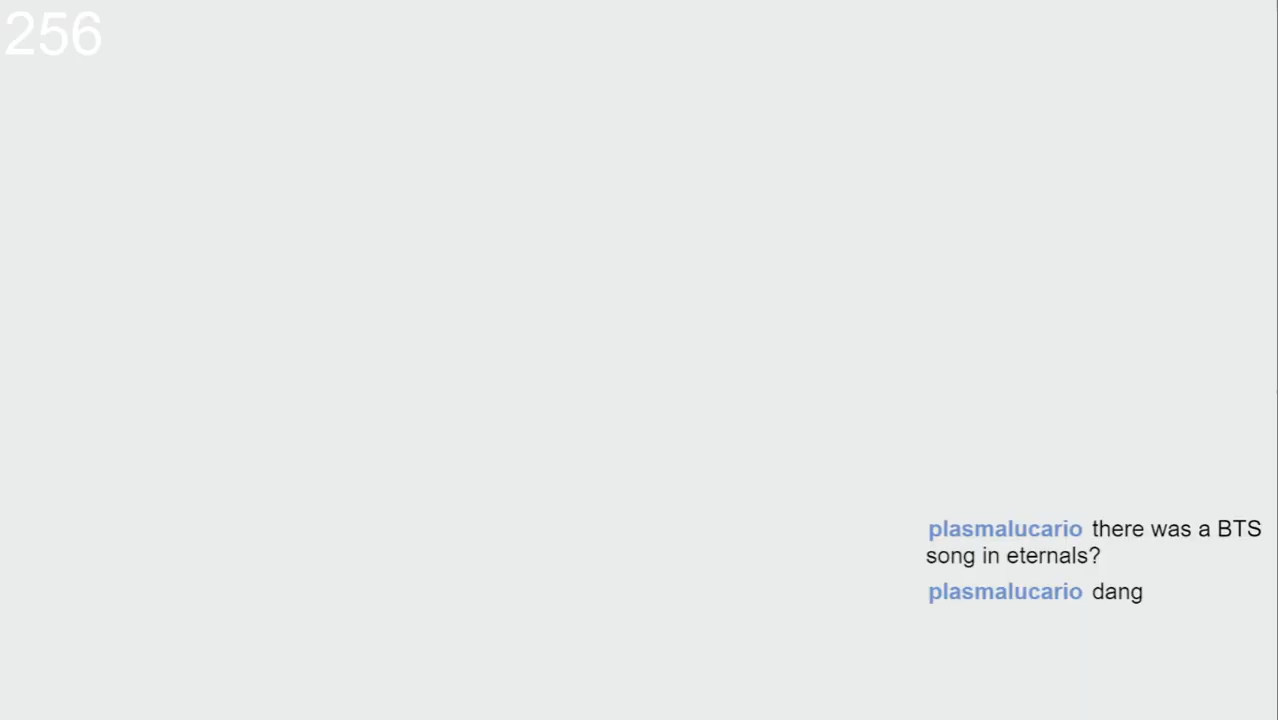 256
plasmalucario there was a BTS
song in eternals?
plasmalucario dang